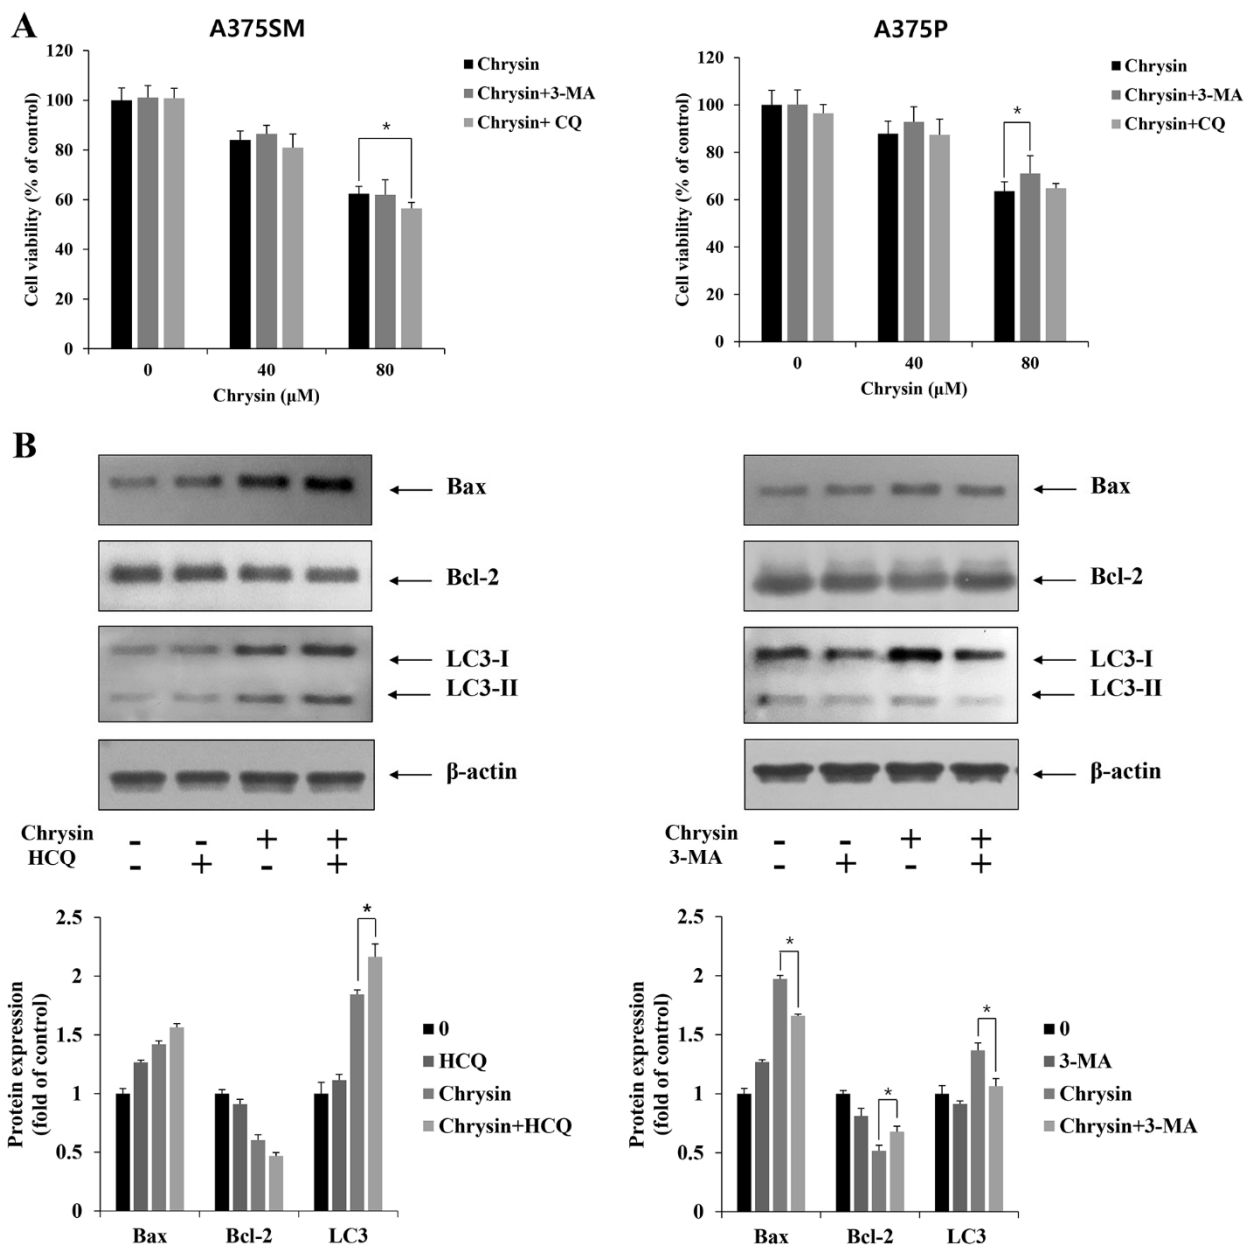 A
A375SM
120
100
80
60
40
20
0
Cell viability (% of control)
*
Chrysin
Chrysin+3-MA
Chrysin+ CQ
0 40 80
Chrysin (µM)
A375P
120
100
80
60
40
20
0
Cell viability (% of control)
*
Chrysin
Chrysin+3-MA
Chrysin+CQ
0 40 80
Chrysin (µM)
B
Bax
Bcl-2
LC3-I
LC3-II
β-actin
Chrysin - - + +
HCQ - + - +
Bax
Bcl-2
LC3-I
LC3-II
β-actin
Chrysin - - + +
3-MA - + - +
2.5
2
1.5
1
0.5
0
Protein expression
(fold of control)
*
0
HCQ
Chrysin
Chrysin+HCQ
Bax Bcl-2 LC3
2.5
2
1.5
1
0.5
0
Protein expression
(fold of control)
*
*
*
0
3-MA
Chrysin
Chrysin+3-MA
Bax Bcl-2 LC3